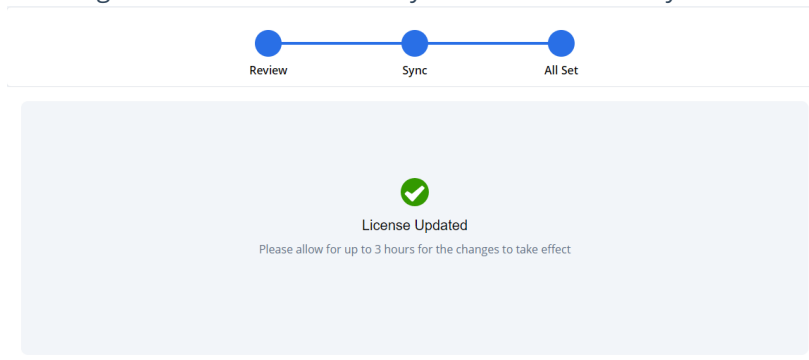 Review Sync All Set
License Updated
Please allow for up to 3 hours for the changes to take effect